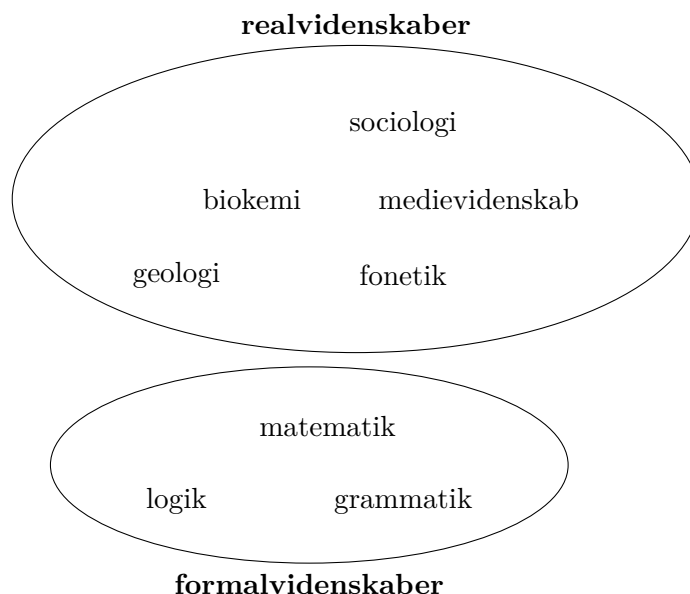 realvidenskaber
sociologi
biokemi medievidenskab
geologi fonetik
matematik
logik grammatik
formalvidenskaber